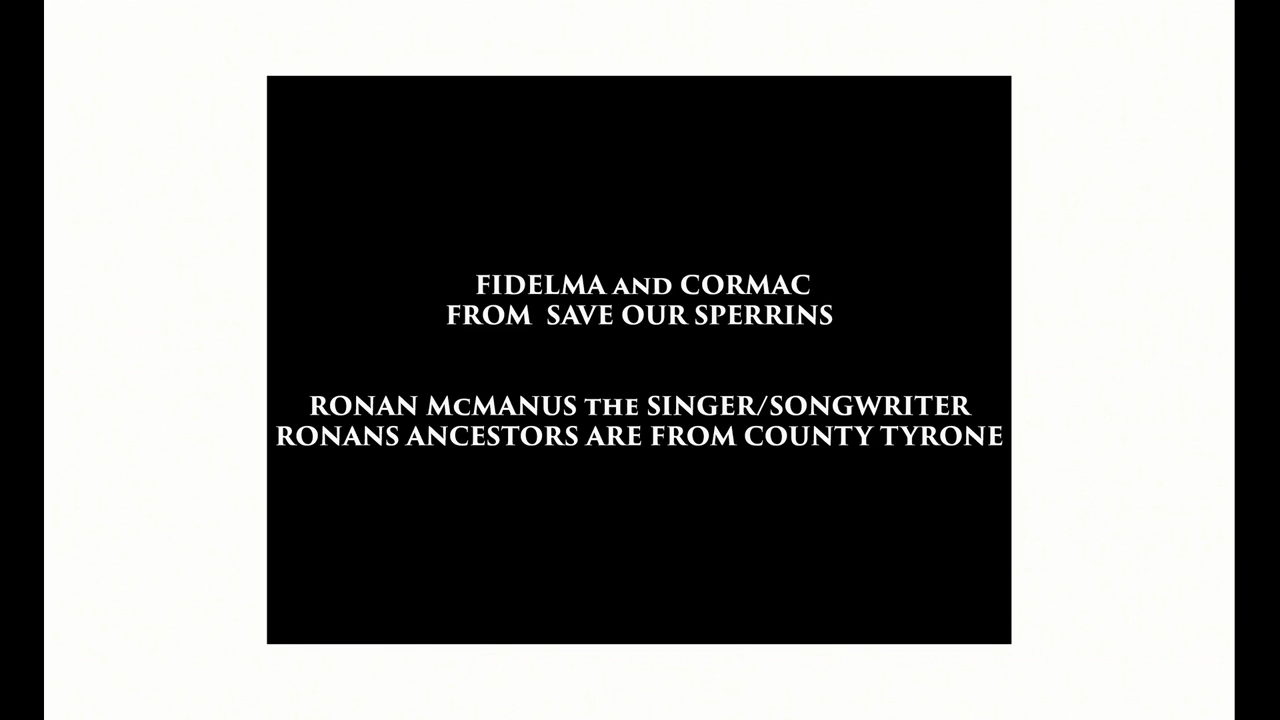 FIDELMA AND CORMAC
FROM  SAVE OUR SPERRINS
RONAN McMANUS THE SINGER/SONGWRITER
RONANS ANCESTORS ARE FROM COUNTY TYRONE